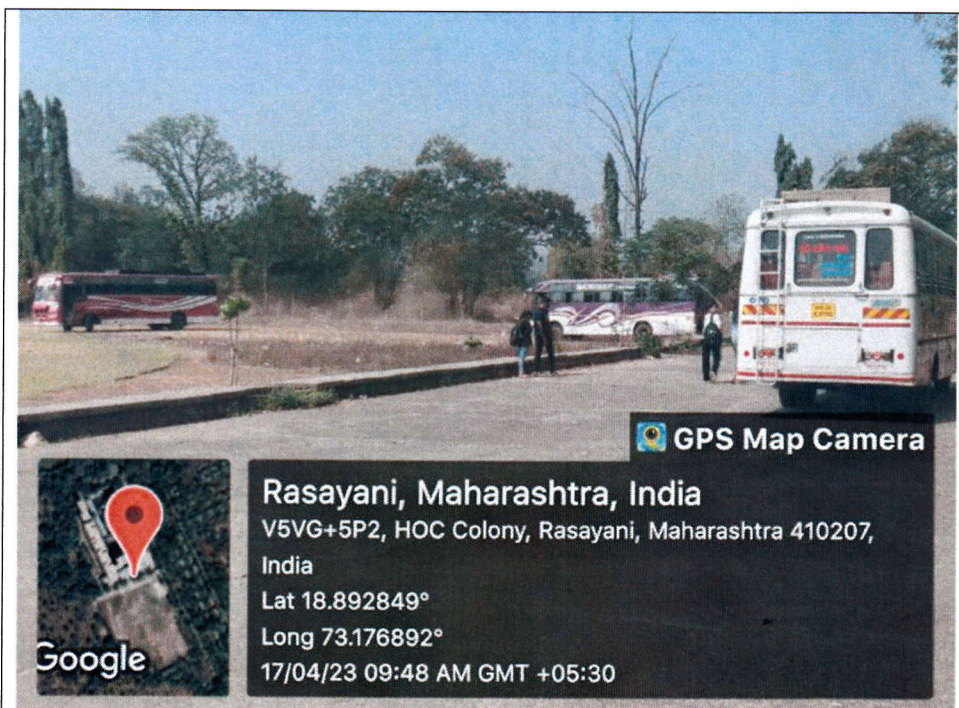 GPS Map Camera
Rasayani, Maharashtra, India
V5VG+5P2, HOC Colony, Rasayani, Maharashtra 410207,
India
Lat 18.892849°
Long 73.176892°
17/04/23 09:48 AM GMT +05:30
Google